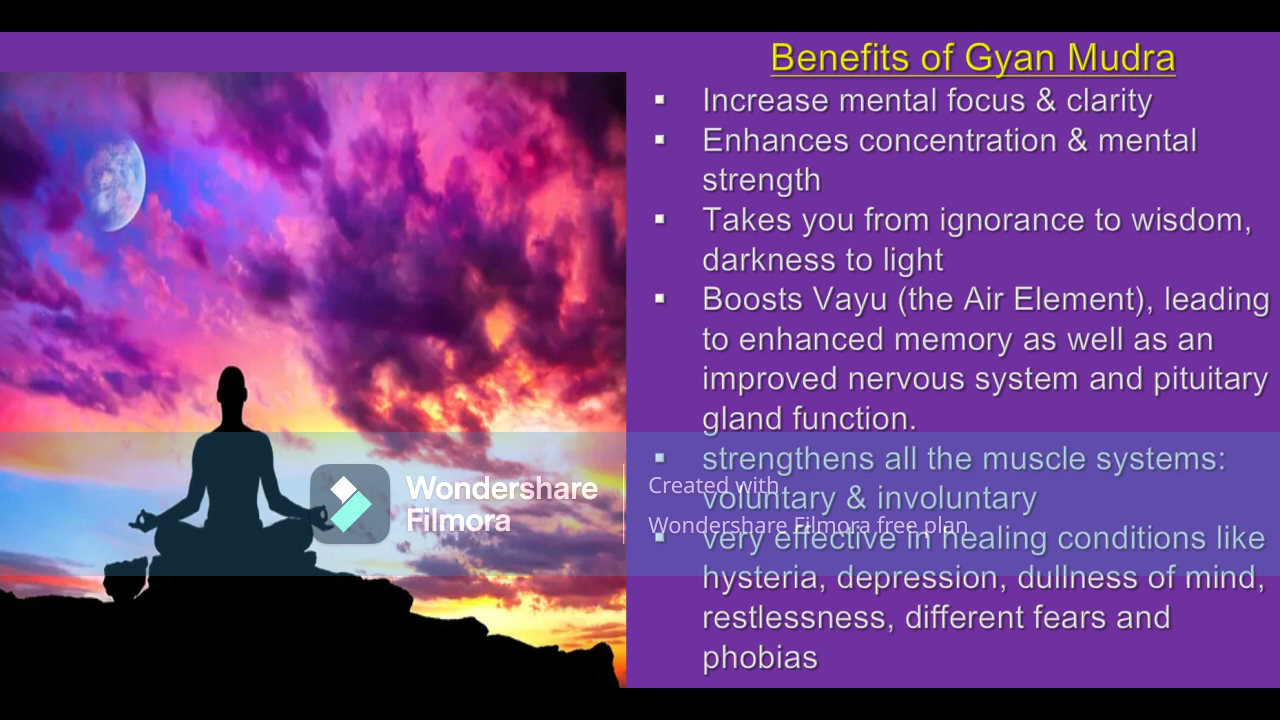 Benefits of Gyan Mudra
▪ Increase mental focus & clarity
▪ Enhances concentration & mental
strength
▪ Takes you from ignorance to wisdom,
darkness to light
▪ Boosts Vayu (the Air Element), leading
to enhanced memory as well as an
improved nervous system and pituitary
gland function.
▪ strengthens all the muscle systems:
voluntary & involuntary
▪ very effective in healing conditions like
hysteria, depression, dullness of mind,
restlessness, different fears and
phobias
Wondershare
Filmora
Created with
Wondershare Filmora free plan